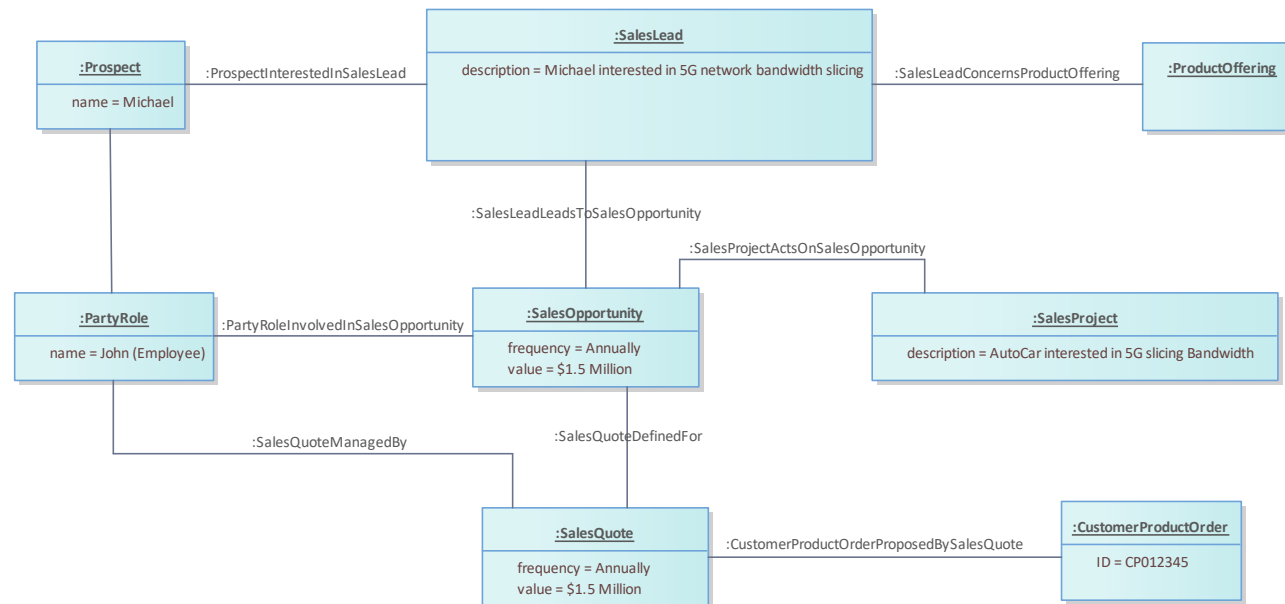 :SalesLead
description = Michael interested in 5G network bandwidth slicing
:Prospect
name = Michael
:ProspectInterestedInSalesLead
:SalesLeadConcernsProductOffering
:ProductOffering
:SalesLeadLeadsToSalesOpportunity
:SalesProjectActsOnSalesOpportunity
:PartyRole
name = John (Employee)
:PartyRoleInvolvedInSalesOpportunity
:SalesOpportunity
frequency = Annually
value = $1.5 Million
:SalesProject
description = AutoCar interested in 5G slicing Bandwidth
:SalesQuoteManagedBy
:SalesQuoteDefinedFor
:SalesQuote
frequency = Annually
value = $1.5 Million
:CustomerProductOrderProposedBySalesQuote
:CustomerProductOrder
ID = CP012345